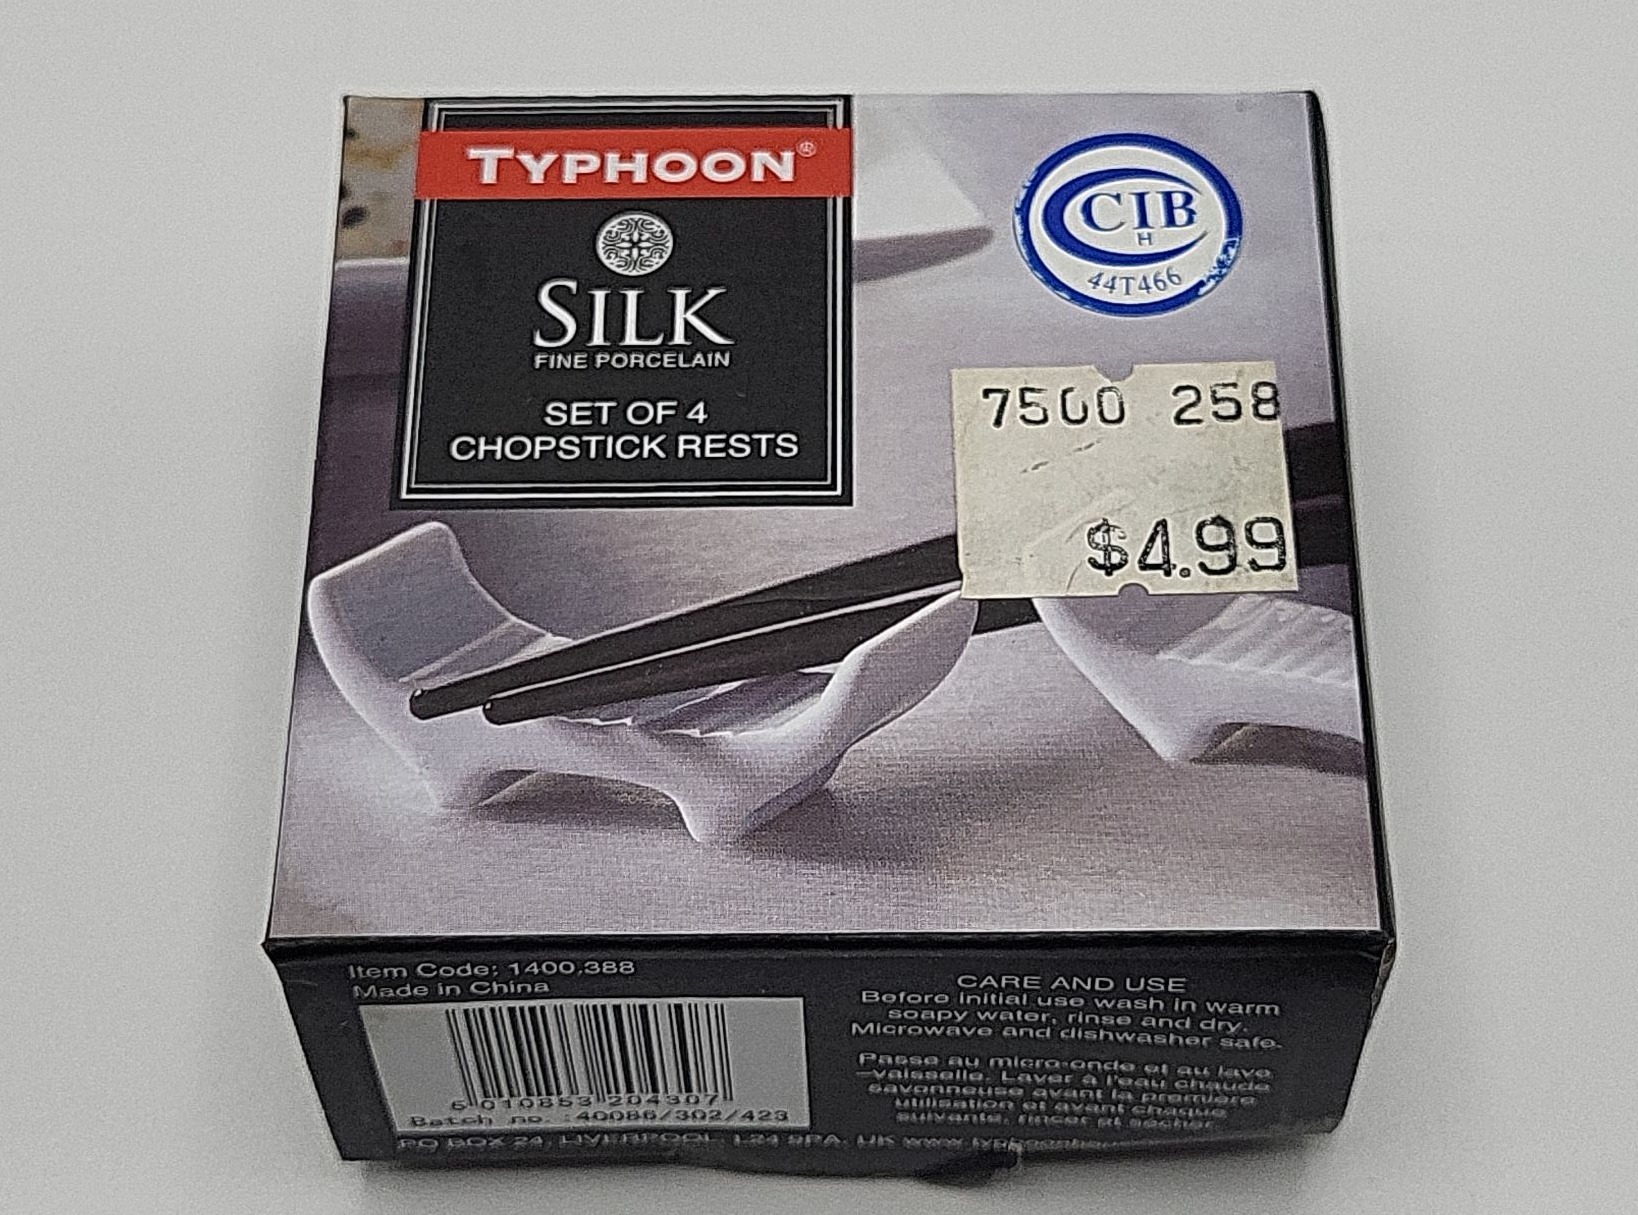 TYPHOON®
SILK
FINE PORCELAIN
SET OF 4
CHOPSTICK RESTS
CIB
H
44T466
7500 258
$4.99
Item Code: 1400.388
Made in China
5 010853 204307
Batch no. :40086/302/423
CARE AND USE
Before initial use wash in warm
soapy water, rinse and dry.
Microwave and dishwasher safe.
Passe au micro-onde et au lave
-vaisselle. Laver à l'eau chaude
savonneuse avant la première
utilisation et avant chaque
suivante, rincer et sécher
PO BOX 24, LIVERPOOL, L24 9PA. UK